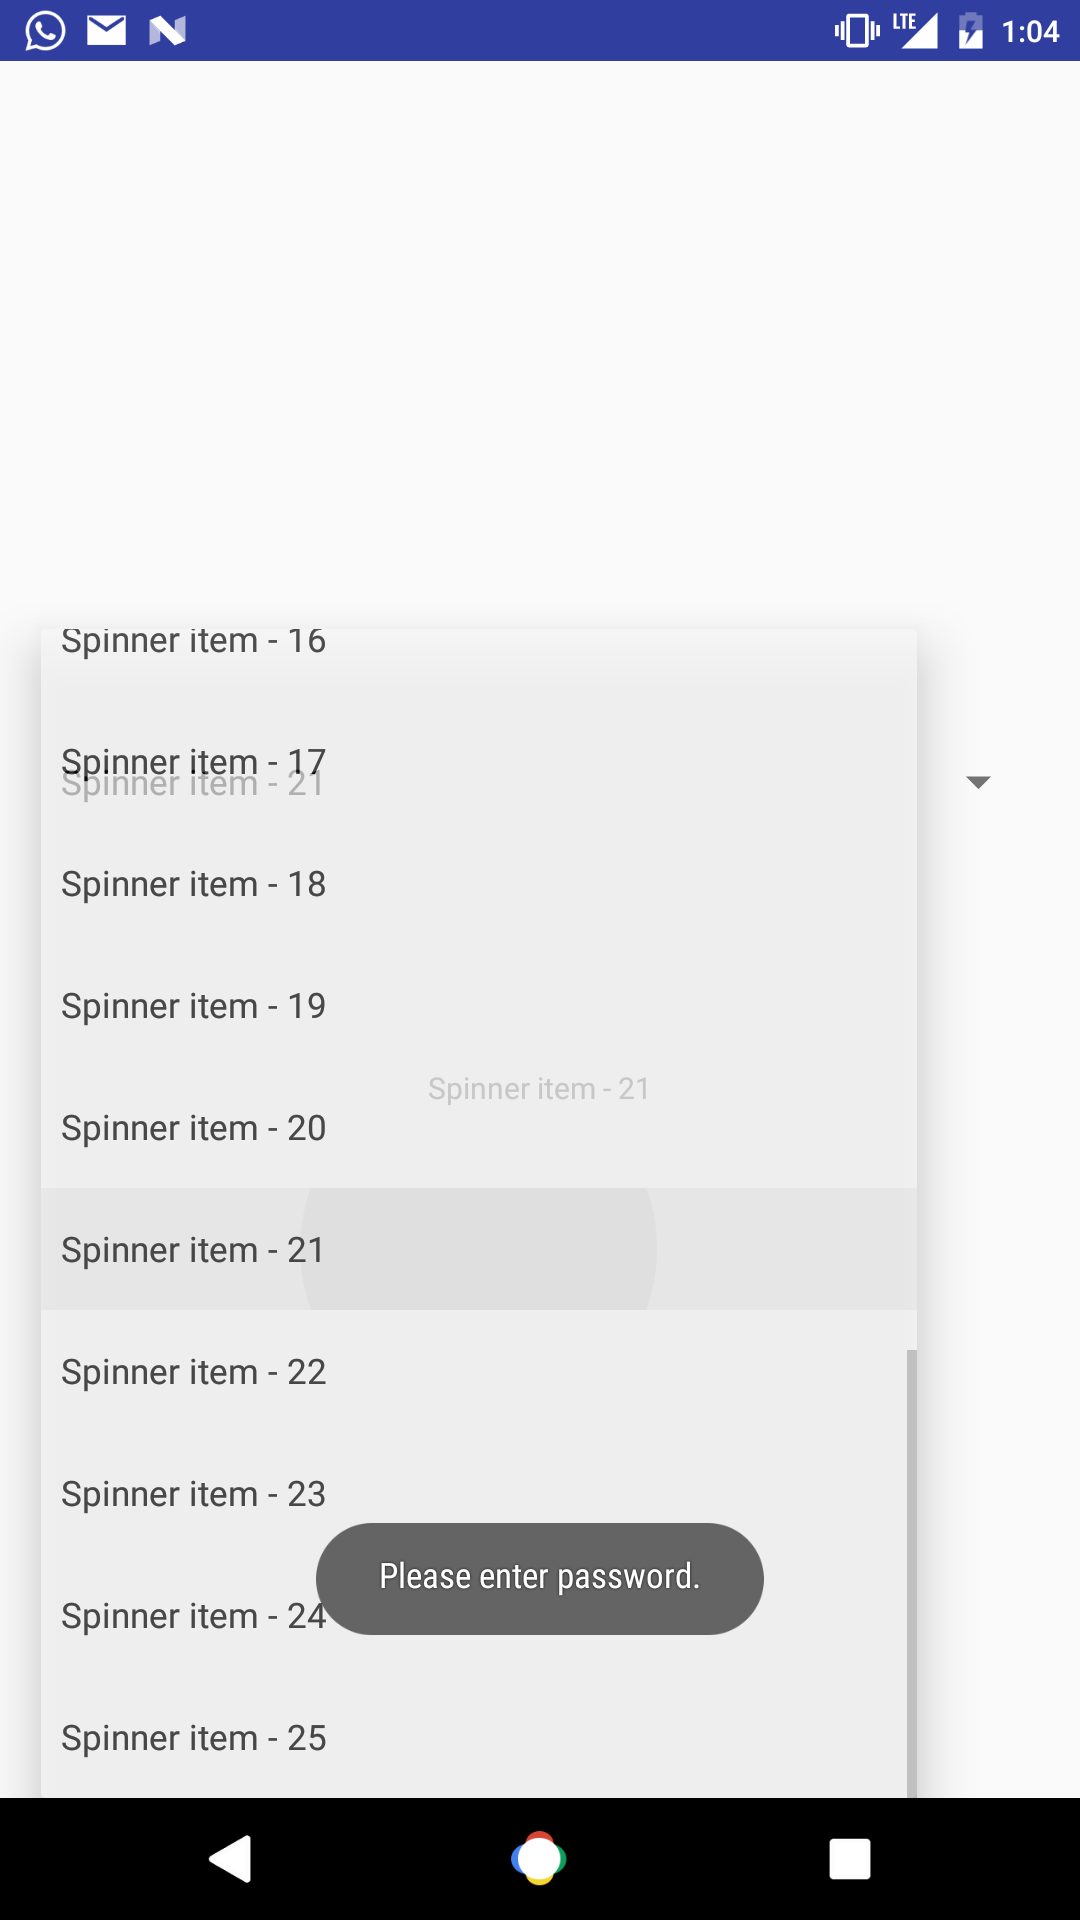 LTE 1:04
Spinner item - 16
Spinner item - 17
Spinner item - 21
Spinner item - 18
Spinner item - 19
Spinner item - 21
Spinner item - 20
Spinner item - 21
Spinner item - 22
Spinner item - 23
Please enter password.
Spinner item - 24
Spinner item - 25